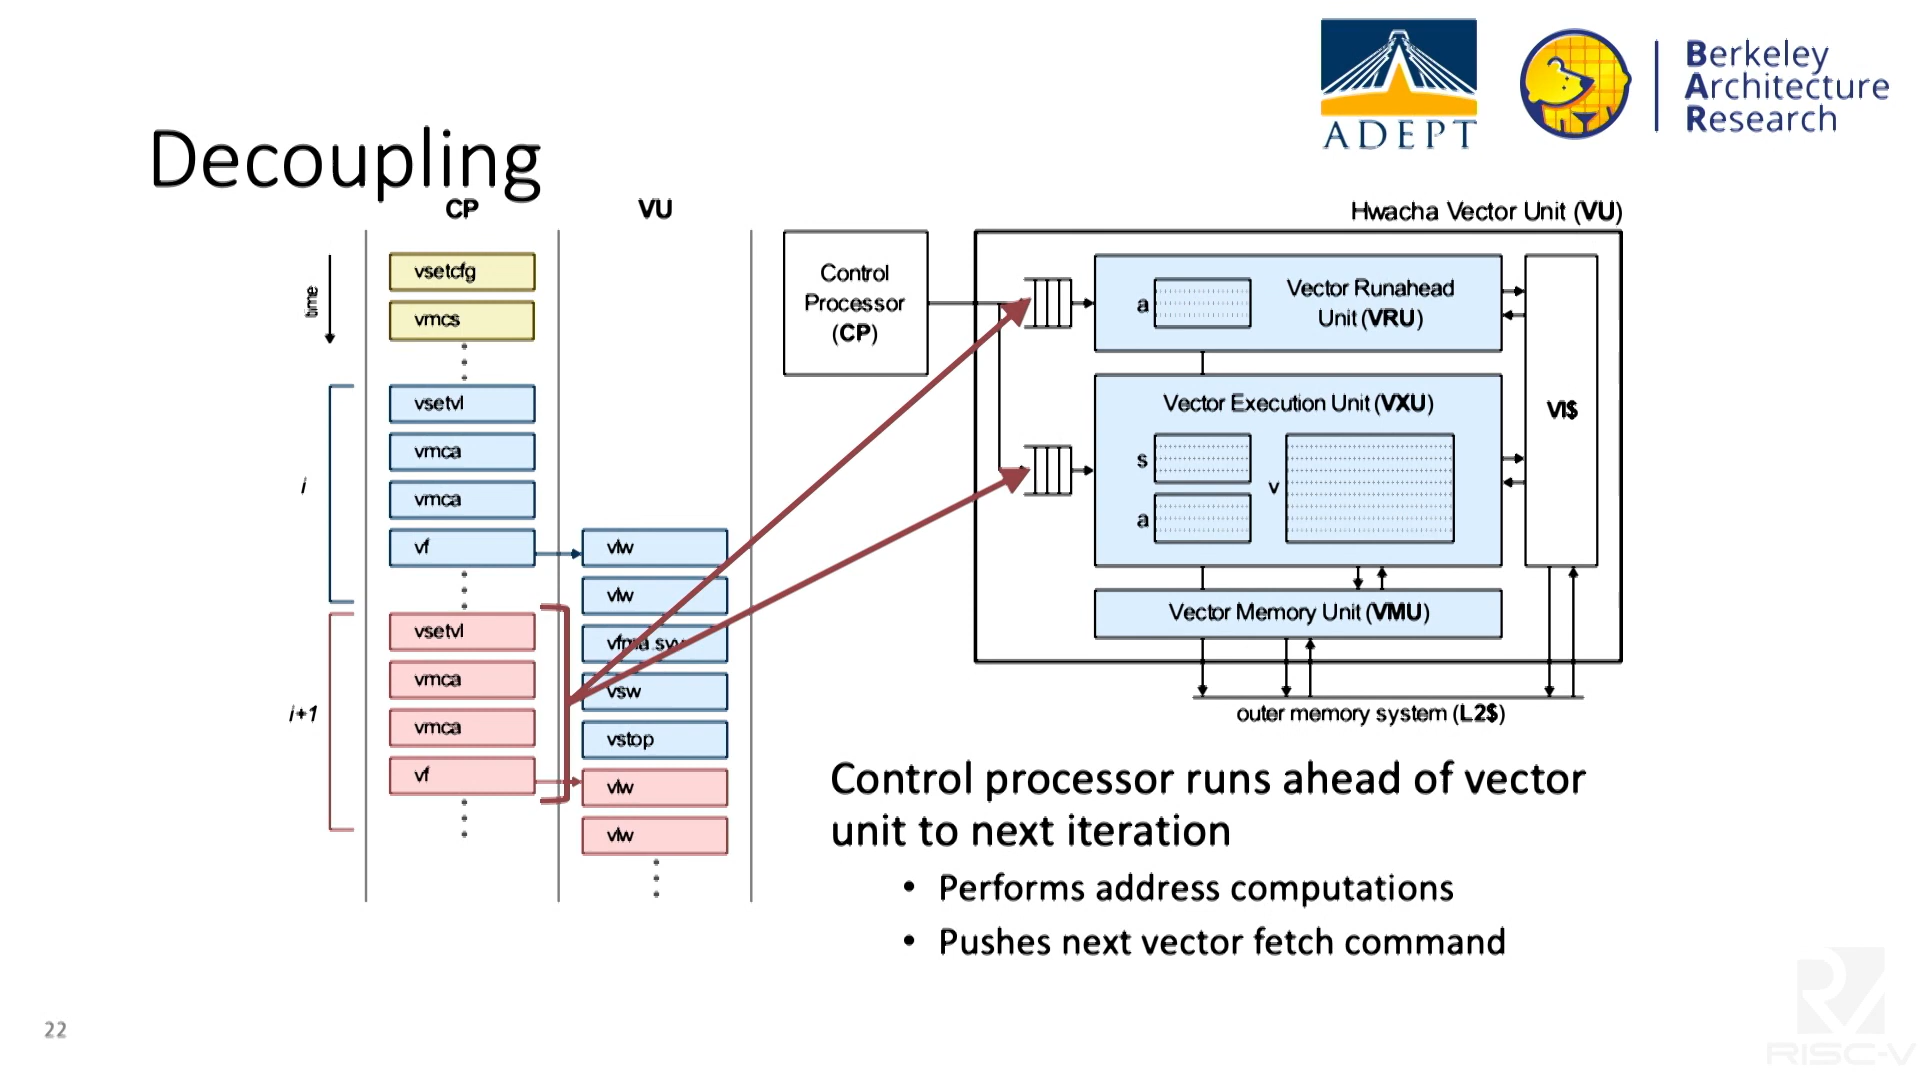 ADEPT
Berkeley
Architecture
Research
Decoupling
CP
VU
time
vsetcfg
vmcs
i
vsetvl
vmca
vmca
vf
i+1
vsetvl
vmca
vmca
vf
vlw
vlw
vfma.svv
vsw
vstop
vlw
vlw
Hwacha Vector Unit (VU)
Control
Processor
(CP)
a
Vector Runahead
Unit (VRU)
Vector Execution Unit (VXU)
s
v
a
VI$
Vector Memory Unit (VMU)
outer memory system (L2$)
Control processor runs ahead of vector
unit to next iteration
• Performs address computations
• Pushes next vector fetch command
22
RISC-V